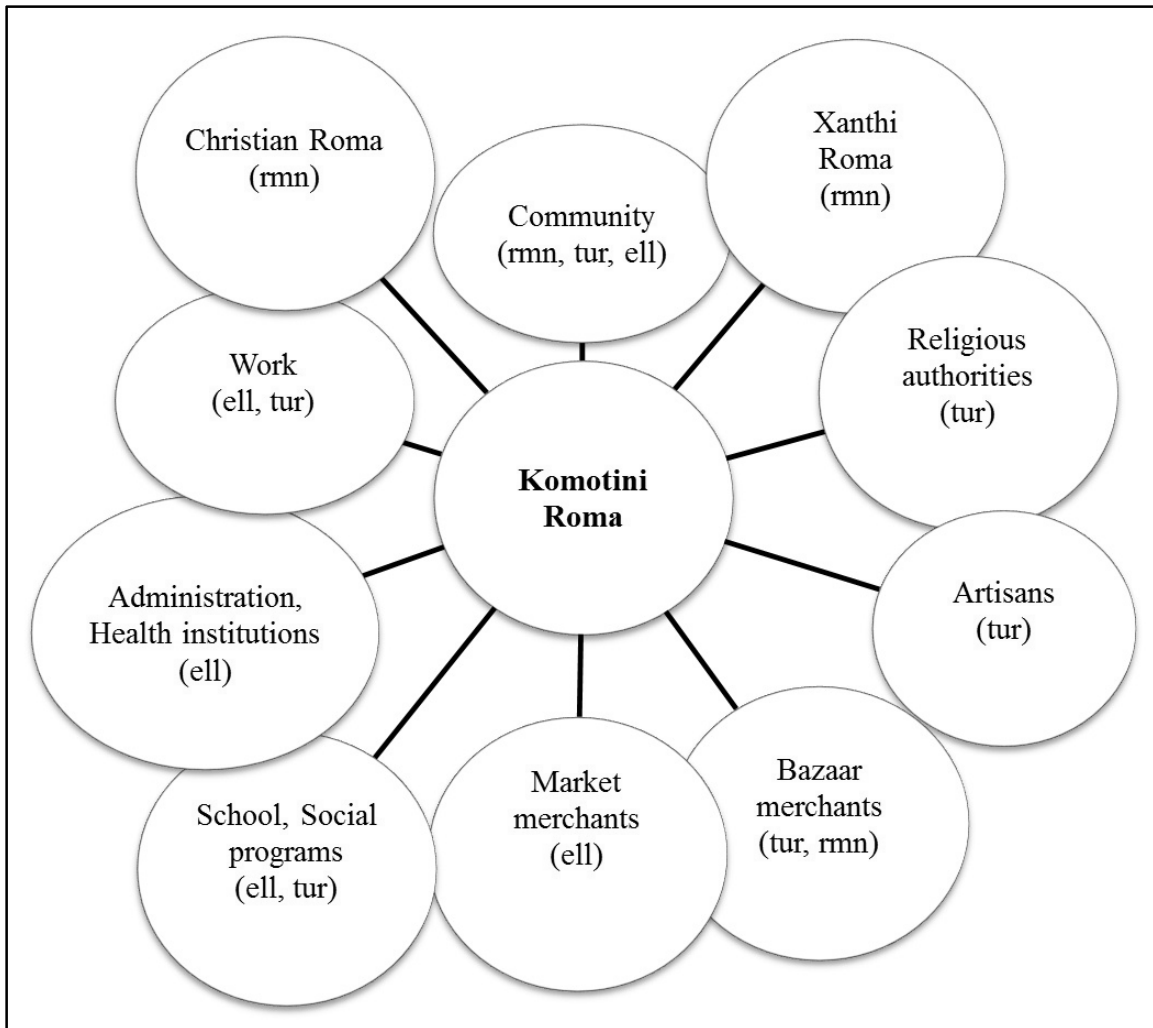 Christian Roma
(rmn)
Community
(rmn, tur, ell)
Xanthi
Roma
(rmn)
Work
(ell, tur)
Religious
authorities
(tur)
Komotini
Roma
Administration,
Health institutions
(ell)
Artisans
(tur)
School, Social
programs
(ell, tur)
Market
merchants
(ell)
Bazaar
merchants
(tur, rmn)